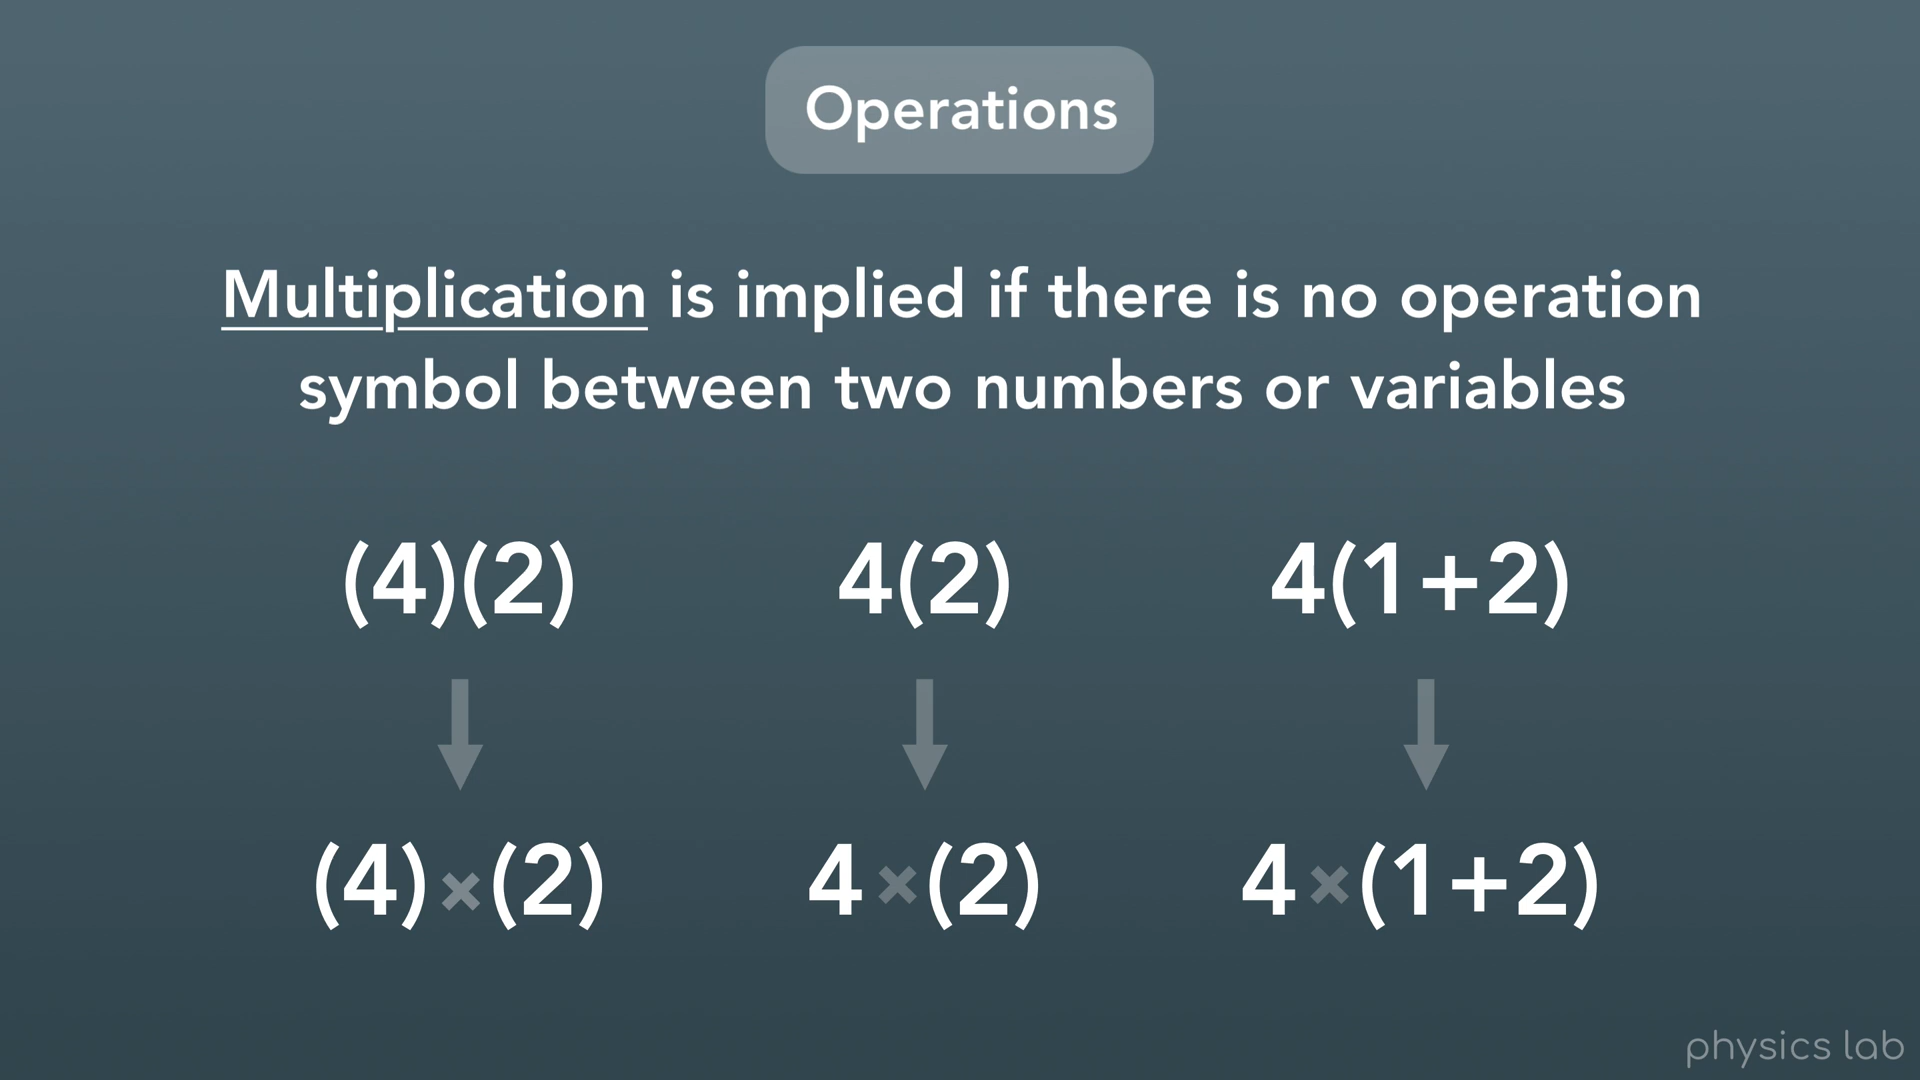 Operations
Multiplication is implied if there is no operation
symbol between two numbers or variables
(4)(2) 4(2) 4(1+2)
(4)×(2) 4×(2) 4×(1+2)
physics lab